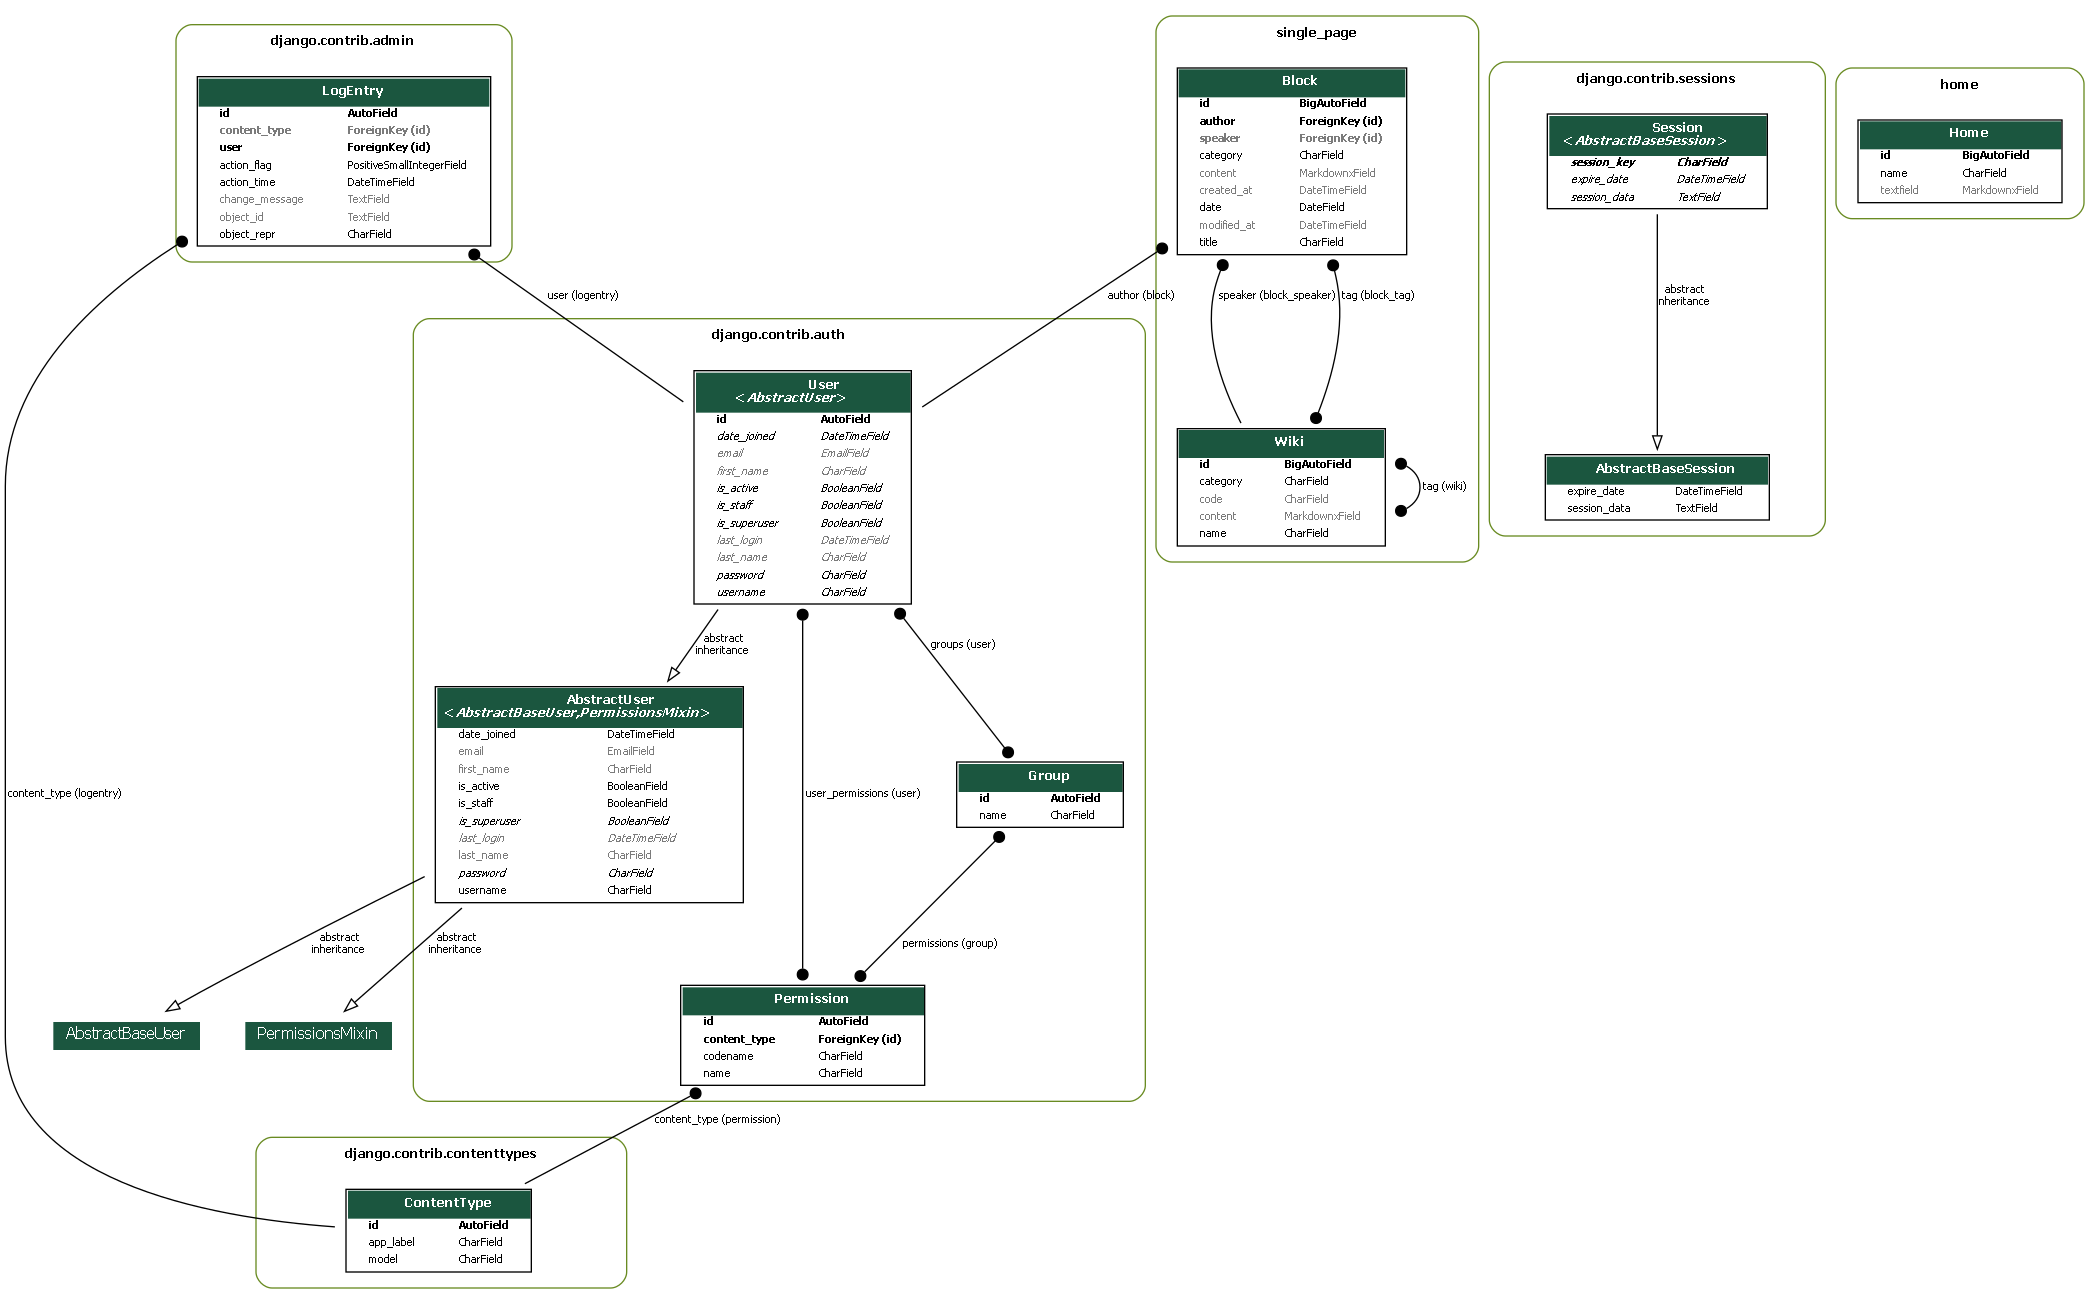 django.contrib.admin
LogEntry
id AutoField
content_type ForeignKey (id)
user ForeignKey (id)
action_flag PositiveSmallIntegerField
action_time DateTimeField
change_message TextField
object_id TextField
object_repr CharField
single_page
Block
id BigAutoField
author ForeignKey (id)
speaker ForeignKey (id)
category CharField
content MarkdownxField
created_at DateTimeField
date DateField
modified_at DateTimeField
title CharField
django.contrib.sessions
Session
<AbstractBaseSession>
session_key CharField
expire_date DateTimeField
session_data TextField
home
Home
id BigAutoField
name CharField
textfield MarkdownxField
user (logentry)
author (block)
speaker (block_speaker)
tag (block_tag)
abstract
inheritance
django.contrib.auth
User
<AbstractUser>
id AutoField
date_joined DateTimeField
email EmailField
first_name CharField
is_active BooleanField
is_staff BooleanField
is_superuser BooleanField
last_login DateTimeField
last_name CharField
password CharField
username CharField
Wiki
id BigAutoField
category CharField
code CharField
content MarkdownxField
name CharField
tag (wiki)
AbstractBaseSession
expire_date DateTimeField
session_data TextField
abstract
inheritance
groups (user)
AbstractUser
<AbstractBaseUser,PermissionsMixin>
date_joined DateTimeField
email EmailField
first_name CharField
is_active BooleanField
is_staff BooleanField
is_superuser BooleanField
last_login DateTimeField
last_name CharField
password CharField
username CharField
content_type (logentry)
user_permissions (user)
Group
id AutoField
name CharField
abstract
inheritance
abstract
inheritance
permissions (group)
AbstractBaseUser
PermissionsMixin
Permission
id AutoField
content_type ForeignKey (id)
codename CharField
name CharField
content_type (permission)
django.contrib.contenttypes
ContentType
id AutoField
app_label CharField
model CharField